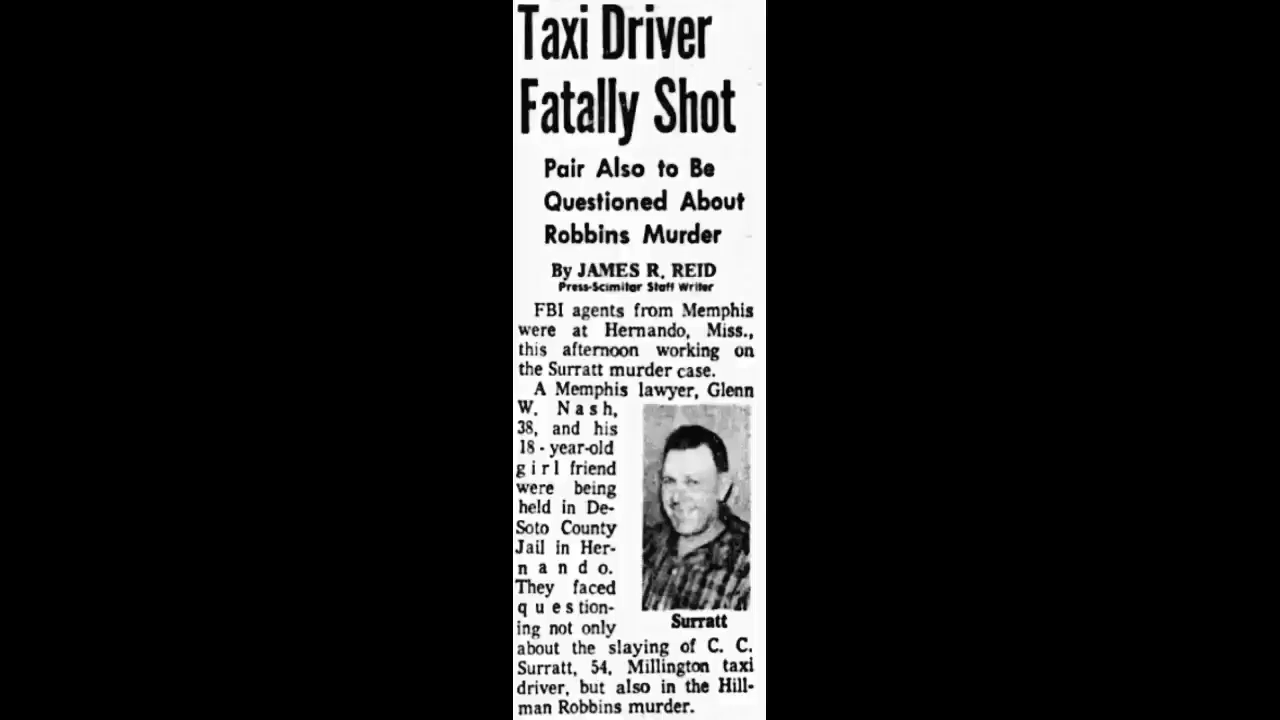 Taxi Driver
Fatally Shot
Pair Also to Be
Questioned About
Robbins Murder
By JAMES R. REID
Press-Scimitar Staff Writer
FBI agents from Memphis
were at Hernando, Miss.,
this afternoon working on
the Surratt murder case.
A Memphis lawyer, Glenn
W. Nash,
38, and his
18-year-old
girl friend
were being
held in De-
Soto County
Jail in Her-
nando.
They faced
question-
ing not only
Surratt
about the slaying of C. C.
Surratt, 54, Millington taxi
driver, but also in the Hill-
man Robbins murder.